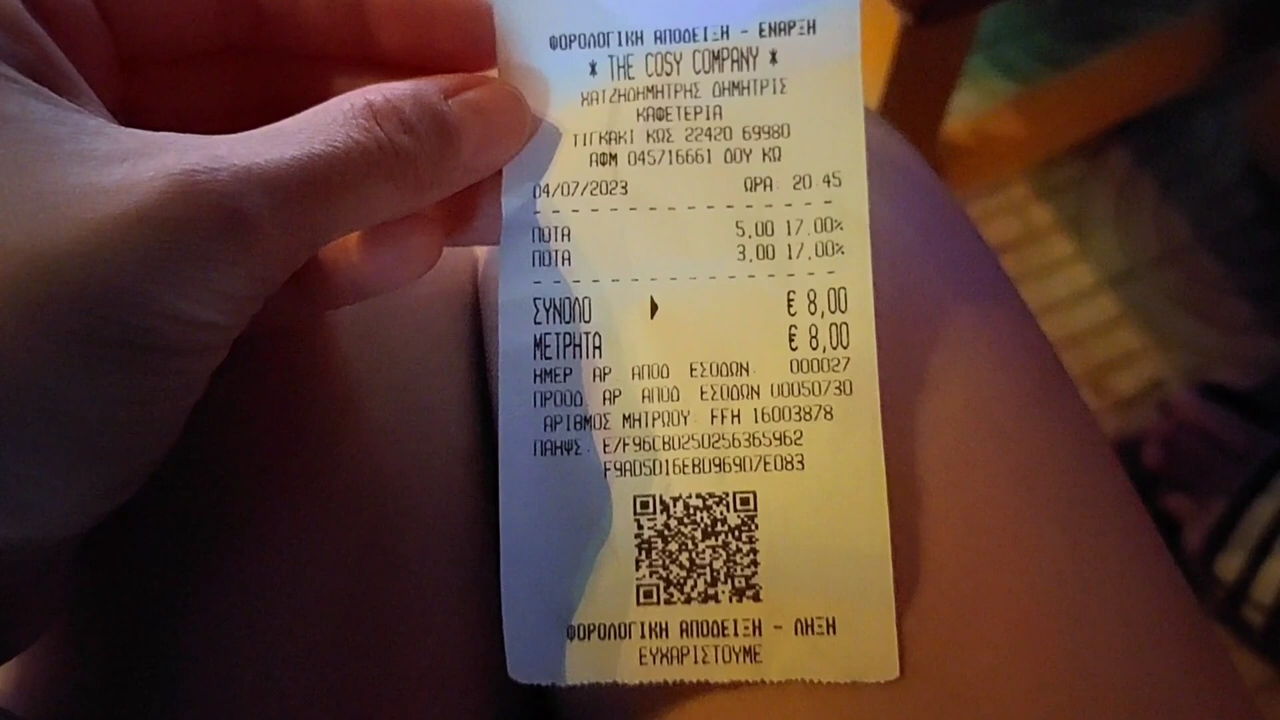 ΦΟΡΟΛΟΓΙΚΗ ΑΠΟΔΕΙΞΗ - ΕΝΑΡΞΗ
* THE COSY COMPANY *
ΧΑΤΖΗΔΗΜΗΤΡΗΣ ΔΗΜΗΤΡΙΣ
ΚΑΦΕΤΕΡΙΑ
ΤΙΓΚΑΚΙ ΚΩΣ 22420 69980
ΑΦΜ 045716661 ΔΟΥ ΚΩ
04/07/2023 ΩΡΑ: 20:45
ΠΟΤΑ 5,00 17,00%
ΠΟΤΑ 3,00 17,00%
ΣΥΝΟΛΟ € 8,00
ΜΕΤΡΗΤΑ € 8,00
ΗΜΕΡ ΑΡ ΑΠΟΔ ΕΣΟΔΩΝ: 000027
ΠΡΟΟΔ ΑΡ ΑΠΟΔ ΕΣΟΔΩΝ 00050730
ΑΡΙΘΜΟΣ ΜΗΤΡΩΟΥ: FFH 16003878
ΠΑΗΨΣ: E7F96CB0250256365962
F9AD5D16EBD969D7E083
ΦΟΡΟΛΟΓΙΚΗ ΑΠΟΔΕΙΞΗ - ΛΗΞΗ
ΕΥΧΑΡΙΣΤΟΥΜΕ